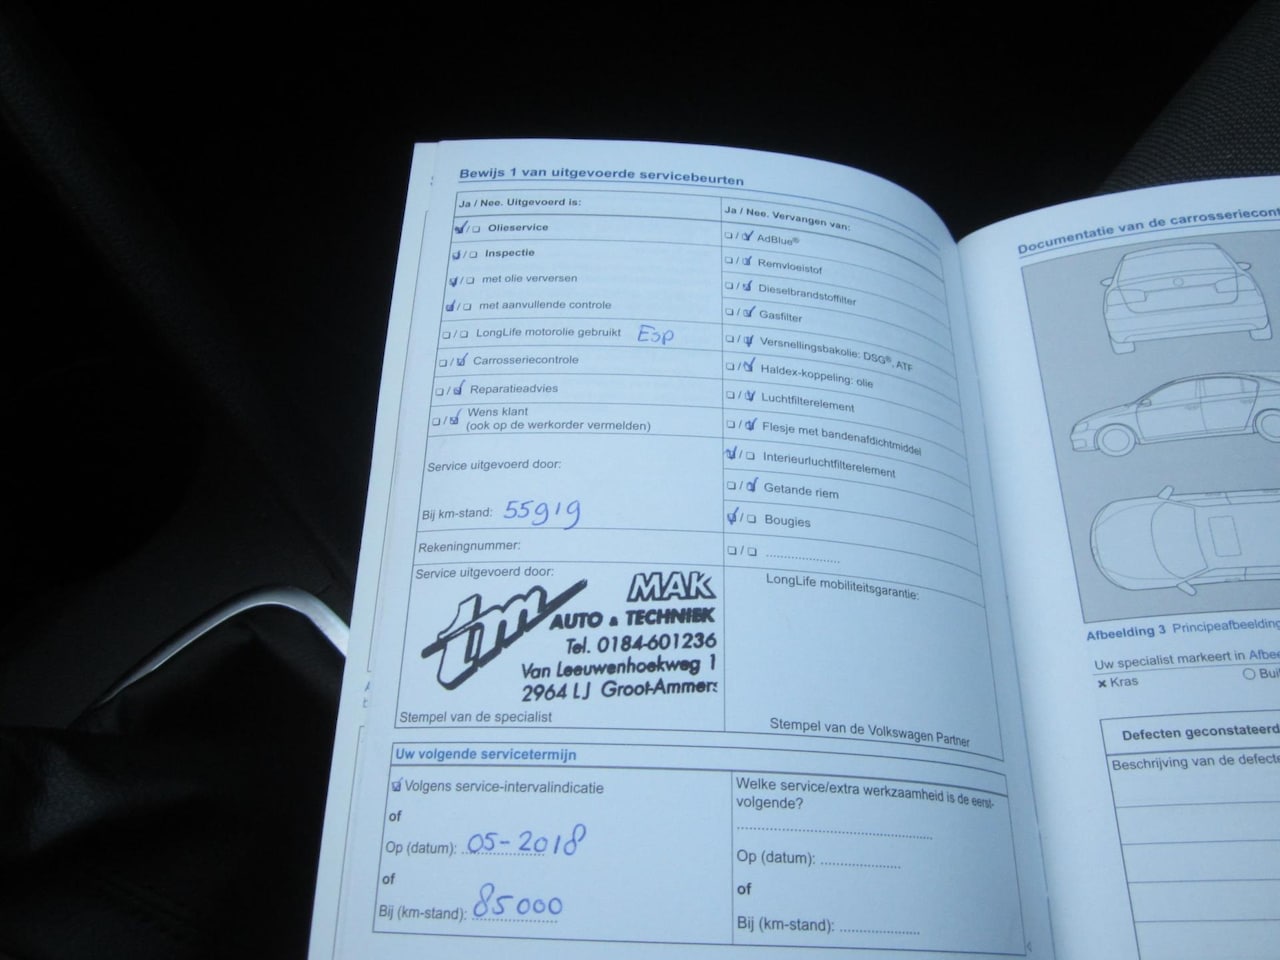 Bewijs 1 van uitgevoerde servicebeurten
Ja / Nee. Uitgevoerd is:
☑/☐ Olieservice
☑/☐ Inspectie
☑/☐ met olie verversen
☑/☐ met aanvullende controle
☐/☐ LongLife motorolie gebruikt Esp
☐/☑ Carrosseriecontrole
☐/☑ Reparatieadvies
☐/☑ Wens klant
(ook op de werkorder vermelden)
Service uitgevoerd door:
Bij km-stand: 55919
Rekeningnummer:
Service uitgevoerd door:
tm MAK
AUTO & TECHNIEK
Tel. 0184-601236
Van Leeuwenhoekweg 1
2964 LJ Groot-Ammers
Stempel van de specialist
Ja / Nee. Vervangen van:
☐/☑ AdBlue®
☐/☑ Remvloeistof
☐/☑ Dieselbrandstoffilter
☐/☑ Gasfilter
☐/☑ Versnellingsbakolie: DSG®, ATF
☐/☑ Haldex-koppeling: olie
☐/☑ Luchtfilterelement
☐/☑ Flesje met bandenafdichtmiddel
☑/☐ Interieurluchtfilterelement
☐/☑ Getande riem
☑/☐ Bougies
☐/☐ ....................
LongLife mobiliteitsgarantie:
Stempel van de Volkswagen Partner
Uw volgende servicetermijn
☑ Volgens service-intervalindicatie
of
Op (datum): 05-2018
of
Bij (km-stand): 85000
Welke service/extra werkzaamheid is de eerst-
volgende?
Op (datum): ....................
of
Bij (km-stand): ....................
Documentatie van de carrosseriecont
Afbeelding 3 Principeafbeelding
Uw specialist markeert in Afbee
× Kras
○ Bui
Defecten geconstateerd
Beschrijving van de defecte